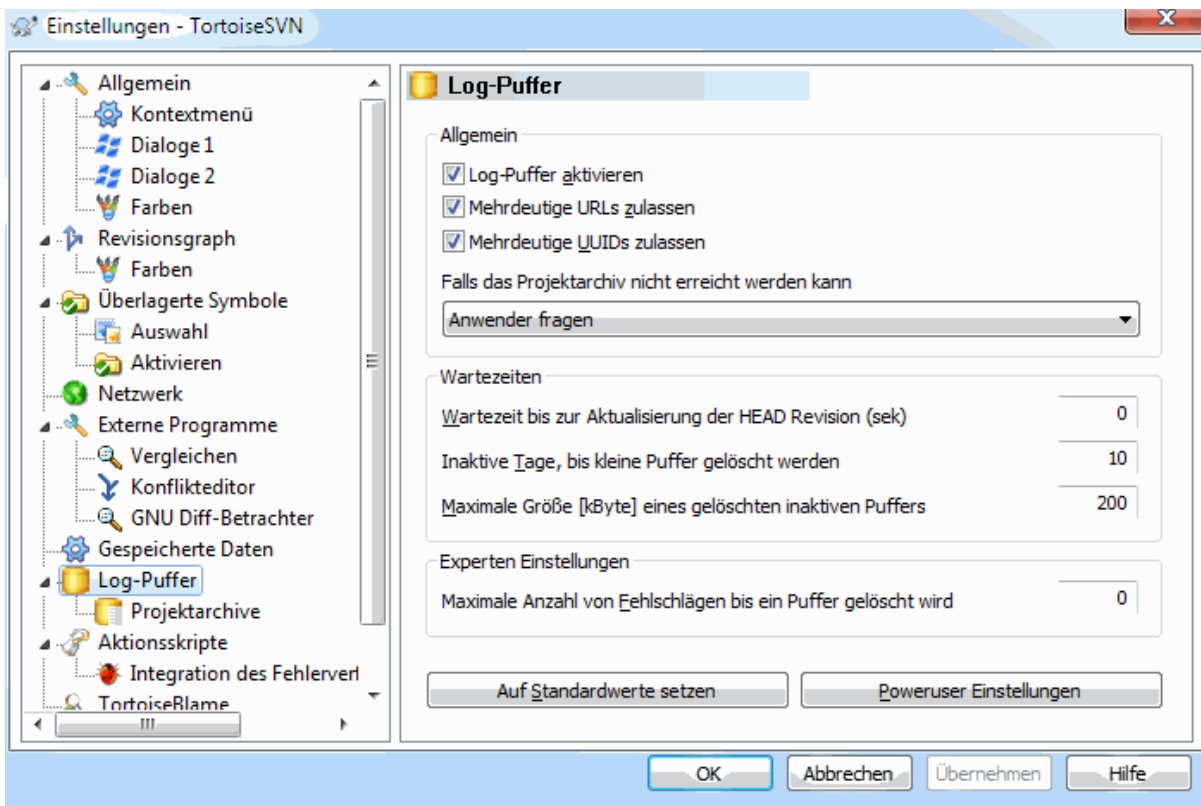 Einstellungen - TortoiseSVN
Allgemein
Kontextmenü
Dialoge 1
Dialoge 2
Farben
Revisionsgraph
Farben
Überlagerte Symbole
Auswahl
Aktivieren
Netzwerk
Externe Programme
Vergleichen
Konflikteditor
GNU Diff-Betrachter
Gespeicherte Daten
Log-Puffer
Projektarchive
Aktionsskripte
Integration des Fehlerverf
TortoiseBlame
Log-Puffer
Allgemein
Log-Puffer aktivieren
Mehrdeutige URLs zulassen
Mehrdeutige UUIDs zulassen
Falls das Projektarchiv nicht erreicht werden kann
Anwender fragen
Wartezeiten
Wartezeit bis zur Aktualisierung der HEAD Revision (sek) 0
Inaktive Tage, bis kleine Puffer gelöscht werden 10
Maximale Größe [kByte] eines gelöschten inaktiven Puffers 200
Experten Einstellungen
Maximale Anzahl von Fehlschlägen bis ein Puffer gelöscht wird 0
Auf Standardwerte setzen Poweruser Einstellungen
OK Abbrechen Übernehmen Hilfe